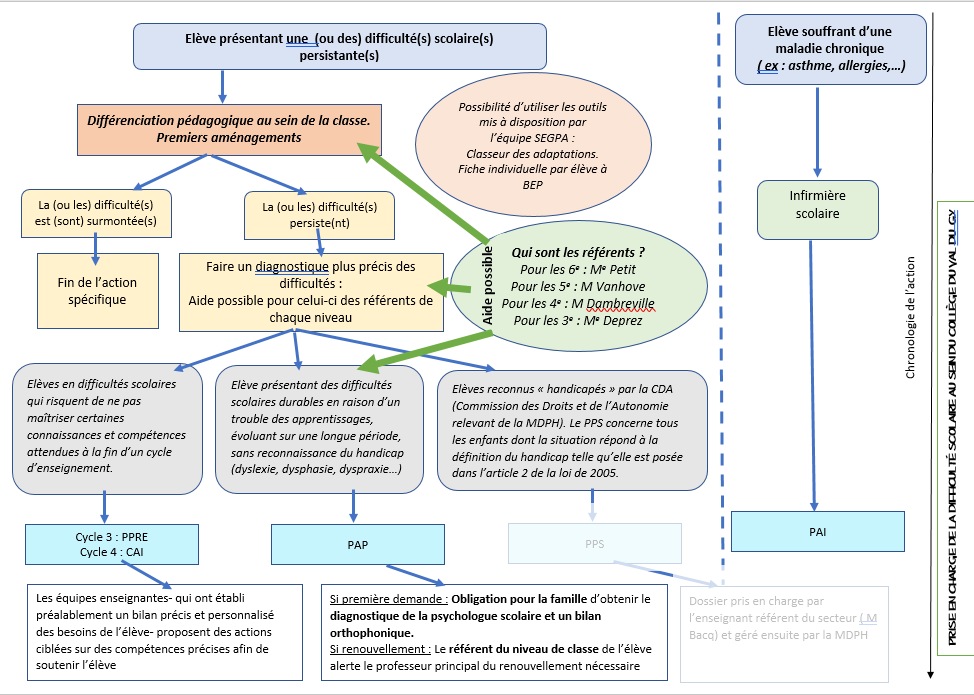 Elève présentant une (ou des) difficulté(s) scolaire(s)
persistante(s)
Elève souffrant d'une
maladie chronique
( ex : asthme, allergies,...)
Différenciation pédagogique au sein de la classe.
Premiers aménagements
Possibilité d'utiliser les outils
mis à disposition par
l'équipe SEGPA :
Classeur des adaptations.
Fiche individuelle par élève à
BEP
La (ou les) difficulté(s)
est (sont) surmontée(s)
La (ou les) difficulté(s)
persiste(nt)
Infirmière
scolaire
Fin de l'action
spécifique
Faire un diagnostique plus précis des
difficultés :
Aide possible pour celui-ci des référents de
chaque niveau
Aide possible
Qui sont les référents ?
Pour les 6e : Me Petit
Pour les 5e : M Vanhove
Pour les 4e : M Dambreville
Pour les 3e : Me Deprez
Chronologie de l'action
PRISE EN CHARGE DE LA DIFFICULTÉ SCOLAIRE AU SEIN DU COLLÈGE DU VAL DU GY
Elèves en difficultés scolaires
qui risquent de ne pas
maîtriser certaines
connaissances et compétences
attendues à la fin d'un cycle
d'enseignement.
Elève présentant des difficultés
scolaires durables en raison d'un
trouble des apprentissages,
évoluant sur une longue période,
sans reconnaissance du handicap
(dyslexie, dysphasie, dyspraxie...)
Elèves reconnus « handicapés » par la CDA
(Commission des Droits et de l'Autonomie
relevant de la MDPH). Le PPS concerne tous
les enfants dont la situation répond à la
définition du handicap telle qu'elle est posée
dans l'article 2 de la loi de 2005.
Cycle 3 : PPRE
Cycle 4 : CAI
PAP
PPS
PAI
Les équipes enseignantes- qui ont établi
préalablement un bilan précis et personnalisé
des besoins de l'élève- proposent des actions
ciblées sur des compétences précises afin de
soutenir l'élève
Si première demande : Obligation pour la famille d'obtenir le
diagnostique de la psychologue scolaire et un bilan
orthophonique.
Si renouvellement : Le référent du niveau de classe de l'élève
alerte le professeur principal du renouvellement nécessaire
Dossier pris en charge par
l'enseignant référent du secteur ( M
Bacq) et géré ensuite par la MDPH